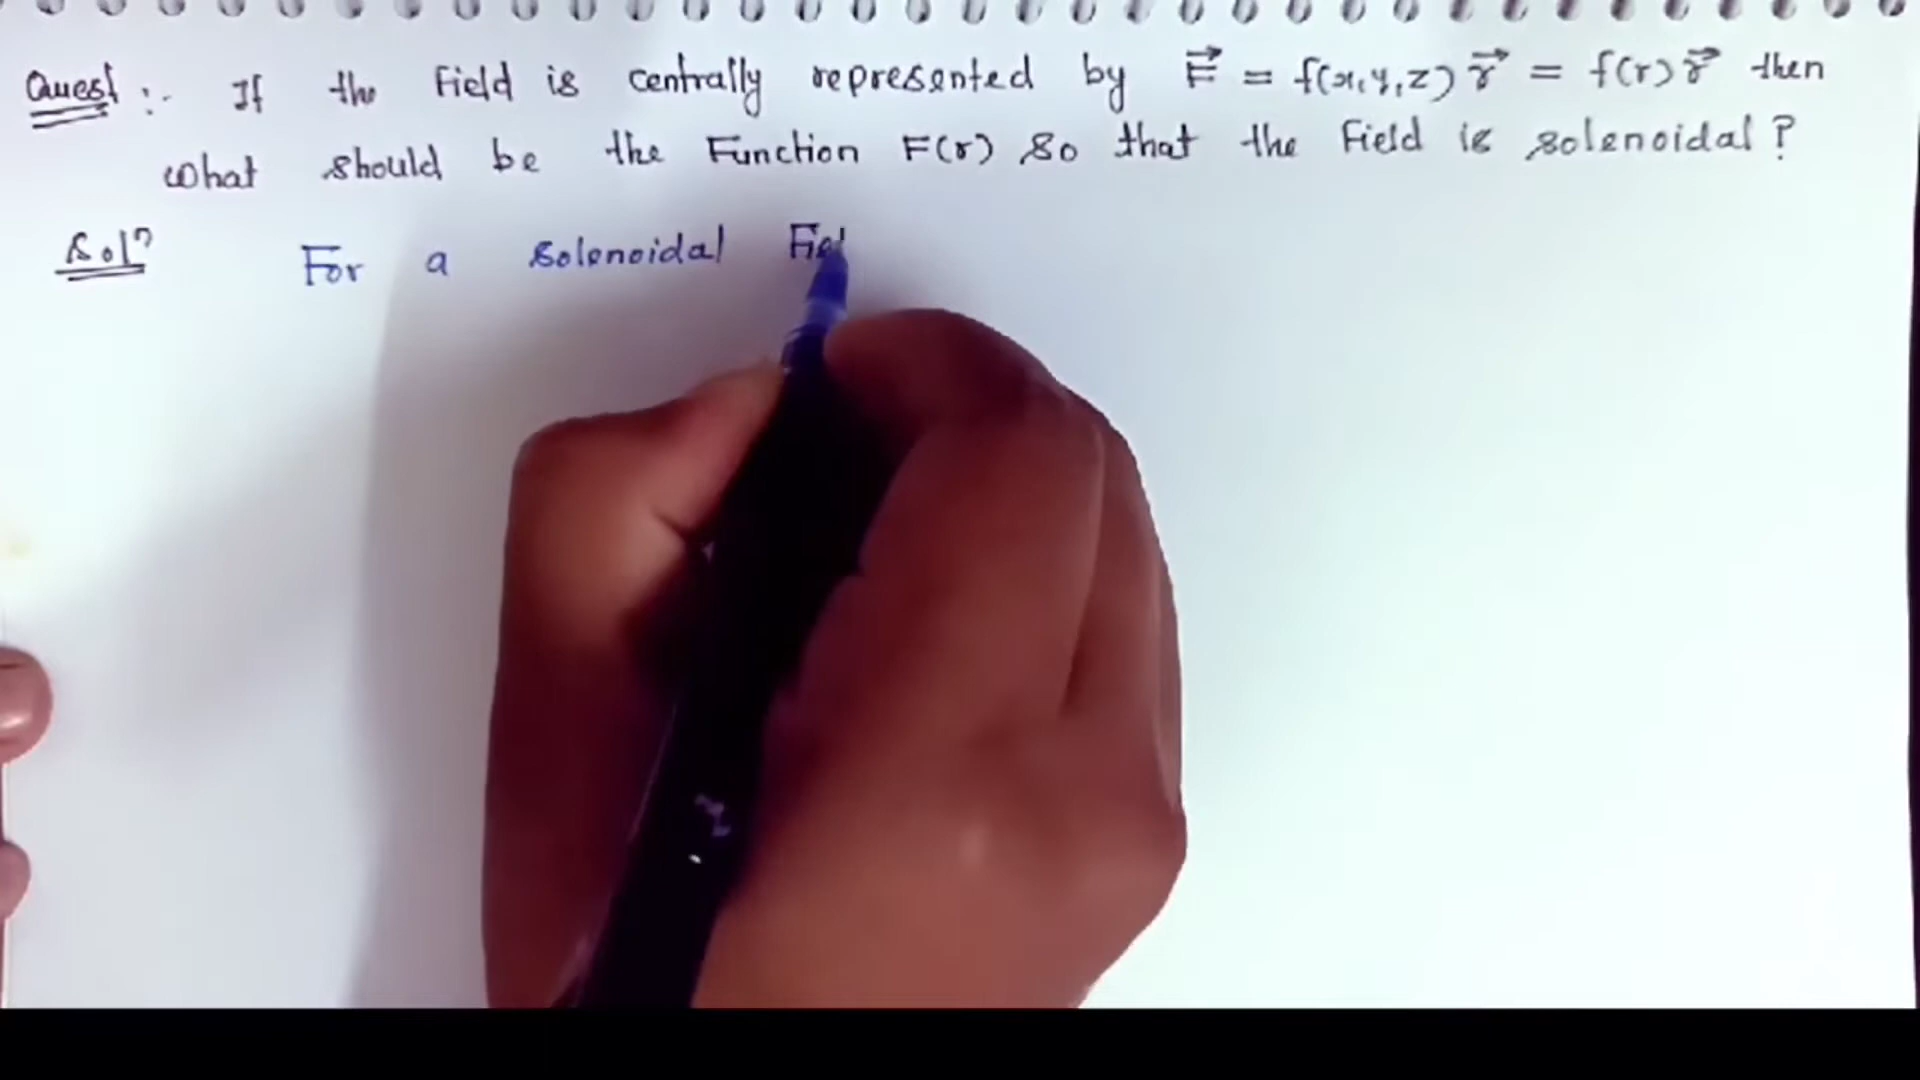 Quest :- If the Field is centrally represented by F⃗ = f(x,y,z) r⃗ = f(r) r⃗ then
what should be the Function F(r) so that the Field is solenoidal?
Solⁿ For a solenoidal